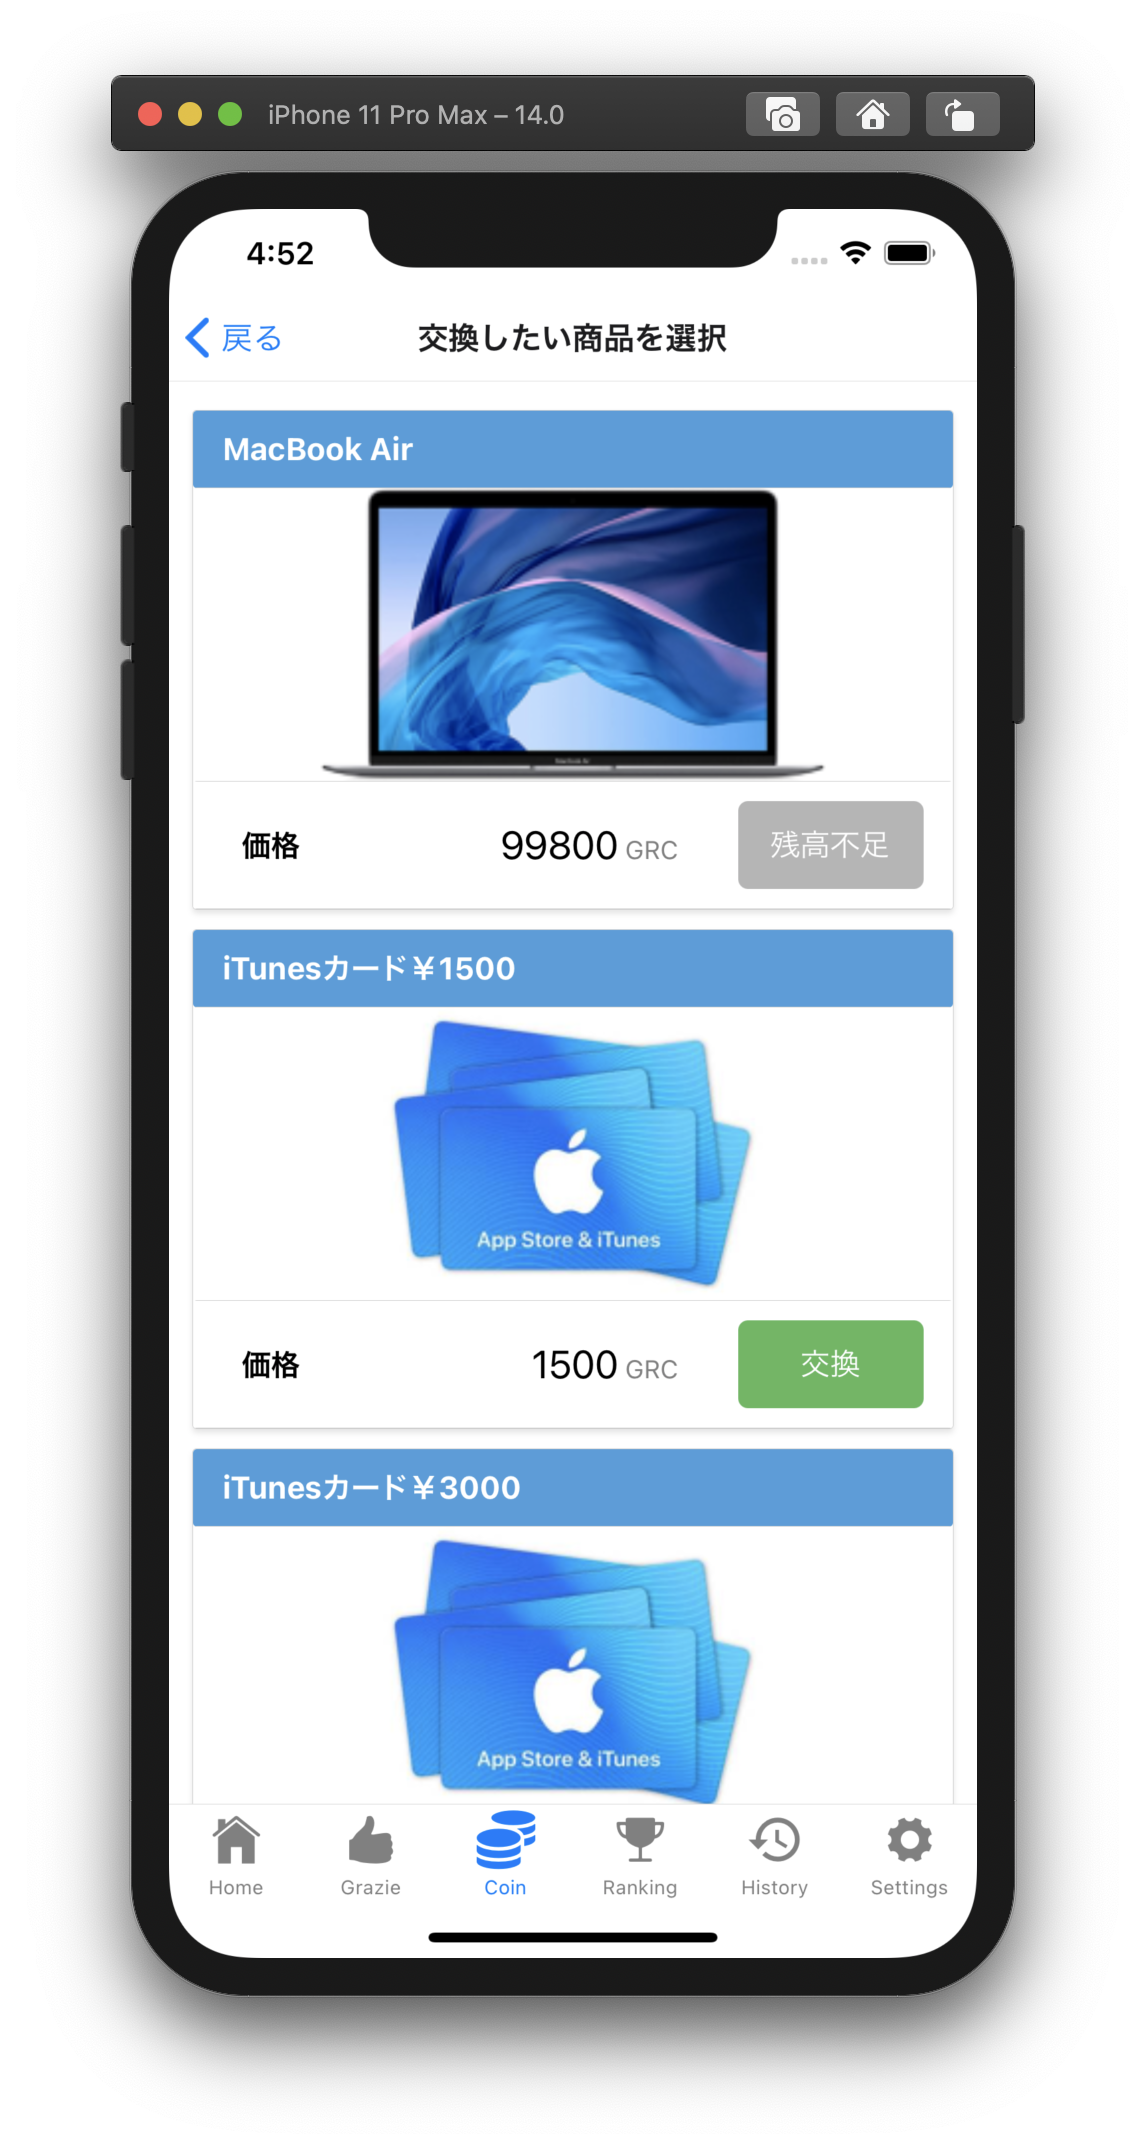 iPhone 11 Pro Max – 14.0
4:52
戻る
交換したい商品を選択
MacBook Air
MacBook Air
価格 99800 GRC 残高不足
iTunesカード￥1500
App Store & iTunes
価格 1500 GRC 交換
iTunesカード￥3000
App Store & iTunes
Home Grazie Coin Ranking History Settings